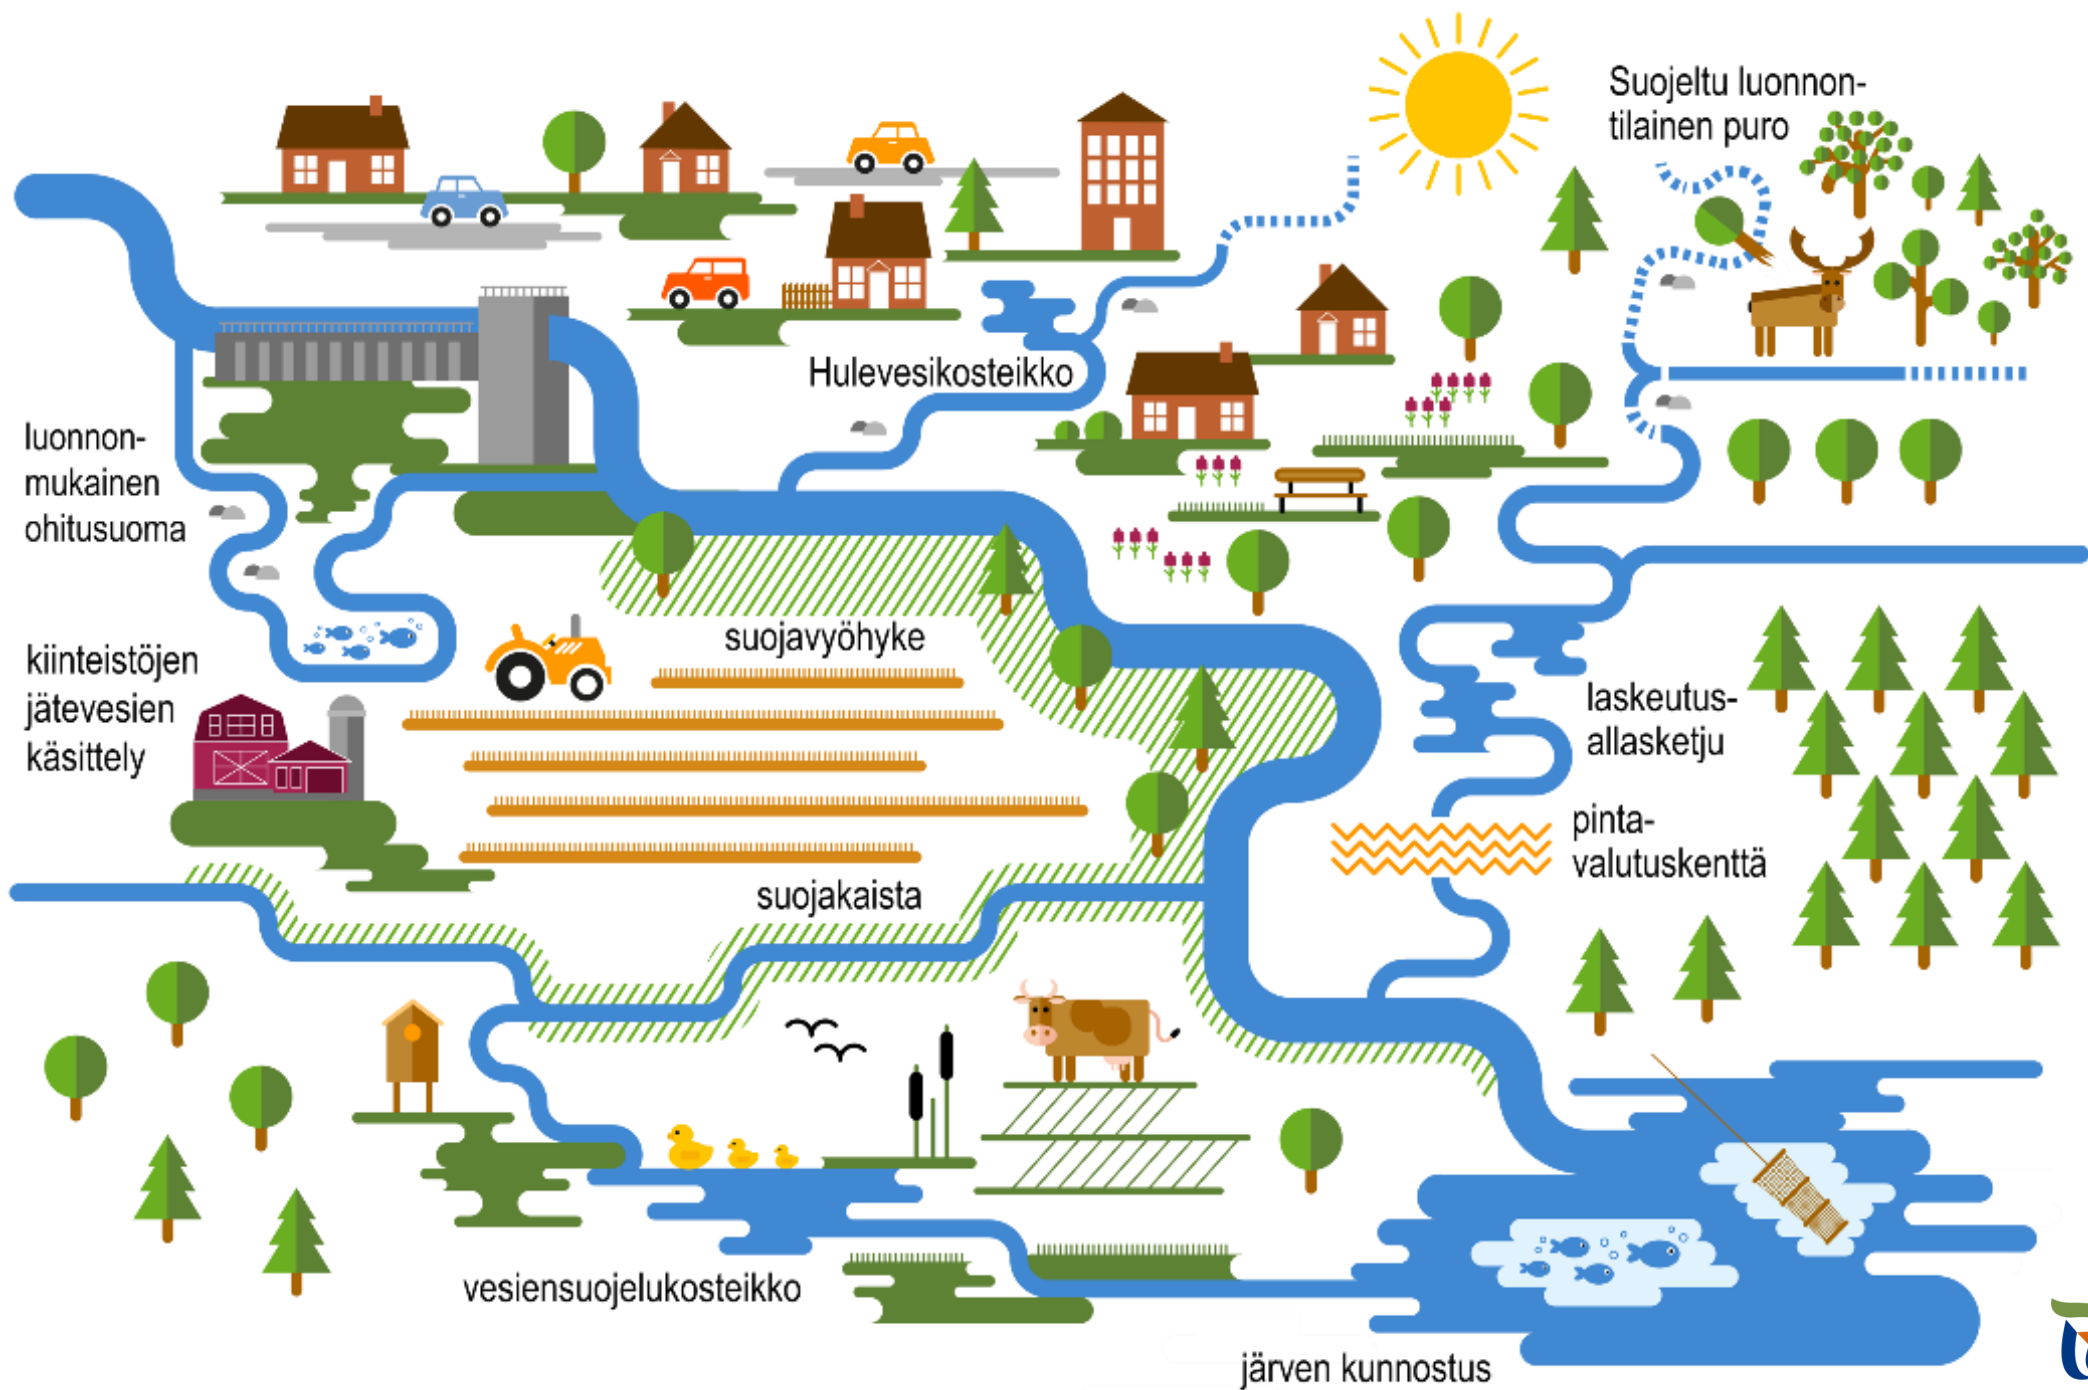 Suojeltu luonnon-
tilainen puro
Hulevesikosteikko
luonnon-
mukainen
ohitusuoma
suojavyöhyke
kiinteistöjen
jätevesien
käsittely
laskeutus-
allasketju
pinta-
valutuskenttä
suojakaista
vesiensuojelukosteikko
järven kunnostus